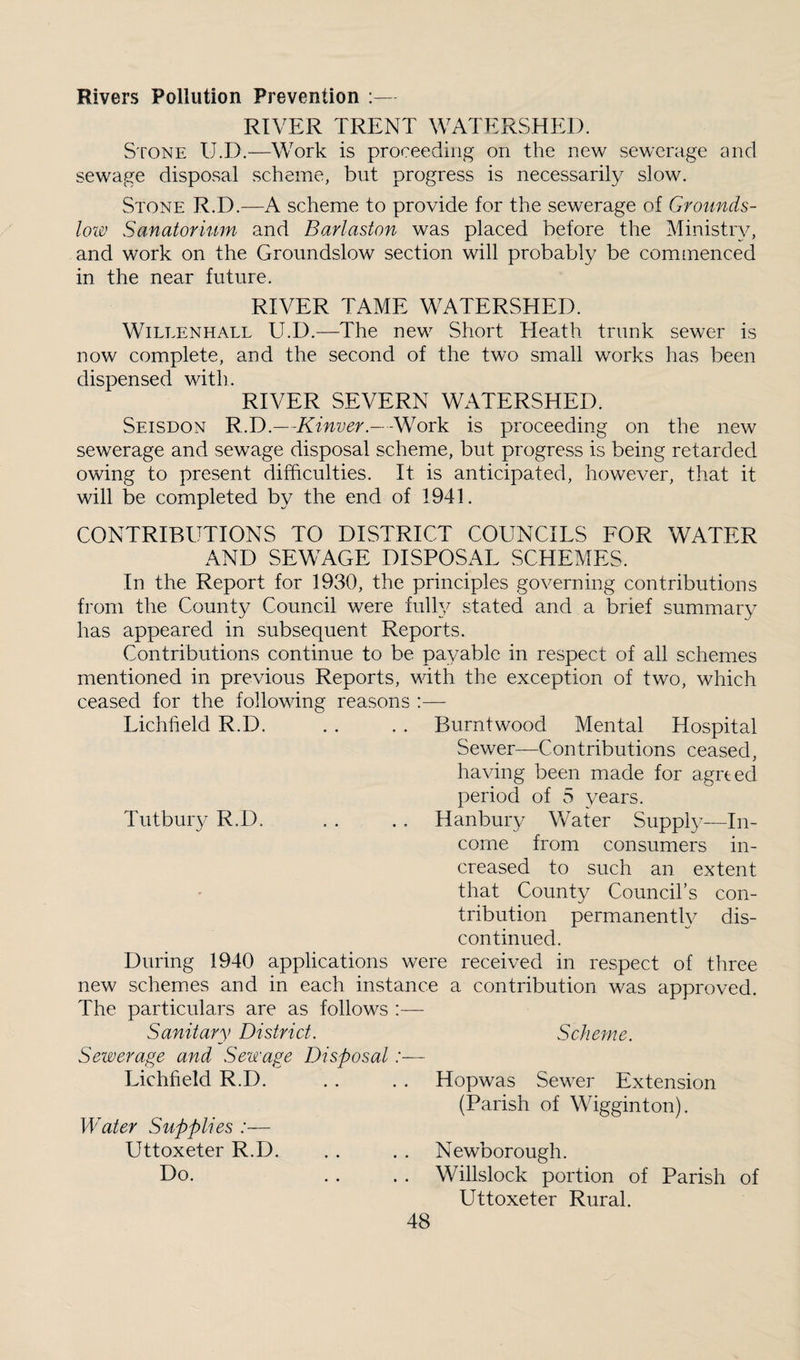 Rivers Pollution Prevention :—
RIVER TRENT WATERSHED.
Stone U.D.—Work is proceeding on the new sewerage and
sewage disposal scheme, but progress is necessarily slow.
Stone R.D.—A scheme to provide for the sewerage of Grounds-
low Sanatorium and Barlaston was placed before the Ministry,
and work on the Groundslow section will probably be commenced
in the near future.
RIVER TAME WATERSHED.
Willenhall U.D.—The new Short Heath trunk sewer is
now complete, and the second of the two small works has been
dispensed with.
RIVER SEVERN WATERSHED.
Seisdon R.D.—Kinver.—Work is proceeding on the new
sewerage and sewage disposal scheme, but progress is being retarded
owing to present difficulties. It is anticipated, however, that it
will be completed by the end of 1941.
CONTRIBUTIONS TO DISTRICT COUNCILS FOR WATER
AND SEWAGE DISPOSAL SCHEMES.
In the Report for 1930, the principles governing contributions
from the County Council were fully stated and a brief summary
has appeared in subsequent Reports.
Contributions continue to be payable in respect of all schemes
mentioned in previous Reports, with the exception of two, which
ceased for the following reasons :—
Lichfield R.D. . . . . Burntwood Mental Hospital
Sewer—Contributions ceased,
having been made for agreed
period of 5 years.
Tutbury R.D. . . . . Hanbury Water Supply—In-
come from consumers in-
creased to such an extent
that County Council's con-
tribution permanently dis-
continued.
During 1940 applications were received in respect of three
new schemes and in each instance a contribution was approved.
The particulars are as follows :—
Sanitary District. Scheme.
Sewerage and Sewage Disposal :—
Lichfield R.D. . . . . Hopwas Sewer Extension
(Parish of Wigginton).
Water Supplies :—
Uttoxeter R.D. . . . . Newborough.
Do. . . . . Willslock portion of Parish of
Uttoxeter Rural.
48